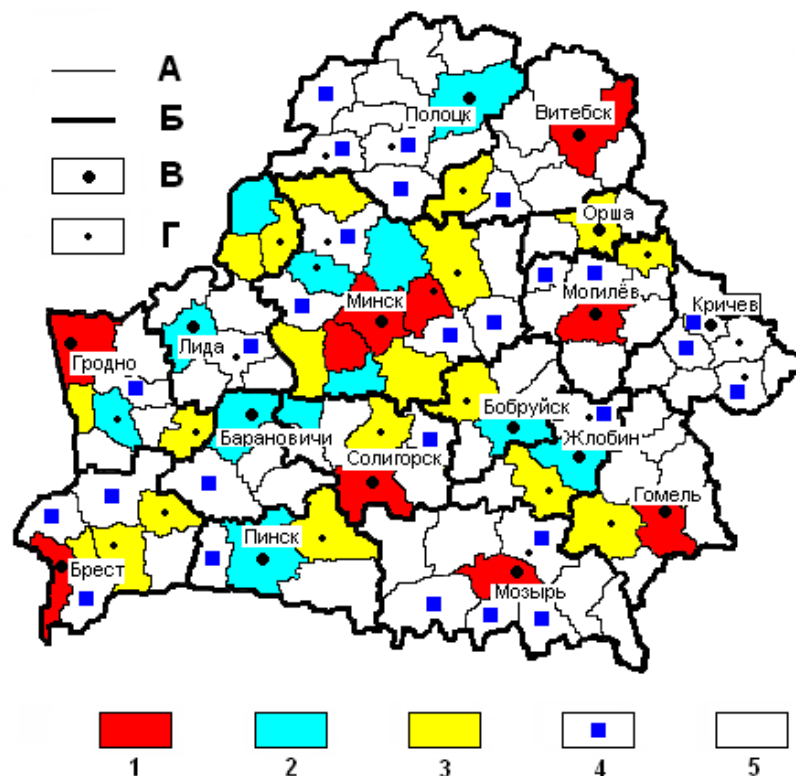 А
Б
В
Г
Полоцк
Витебск
Орша
Минск
Могилёв
Кричев
Лида
Гродно
Барановичи
Бобруйск
Жлобин
Солигорск
Гомель
Пинск
Брест
Мозырь
1 2 3 4 5